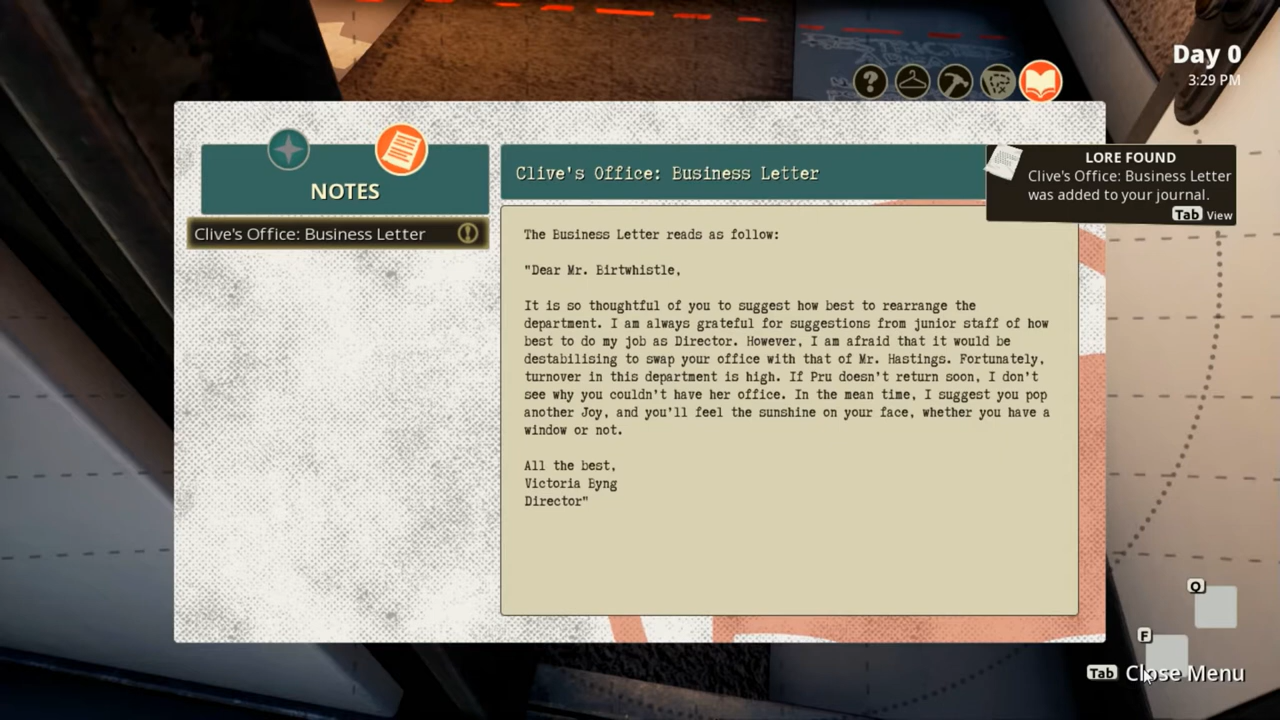 Day 0
3:29 PM
?
NOTES
Clive's Office: Business Letter
Clive's Office: Business Letter
LORE FOUND
Clive's Office: Business Letter
was added to your journal.
Tab View
The Business Letter reads as follow:
"Dear Mr. Birtwhistle,
It is so thoughtful of you to suggest how best to rearrange the
department. I am always grateful for suggestions from junior staff of how
best to do my job as Director. However, I am afraid that it would be
destabilising to swap your office with that of Mr. Hastings. Fortunately,
turnover in this department is high. If Pru doesn't return soon, I don't
see why you couldn't have her office. In the mean time, I suggest you pop
another Joy, and you'll feel the sunshine on your face, whether you have a
window or not.
All the best,
Victoria Byng
Director"
Q
F
Tab Close Menu